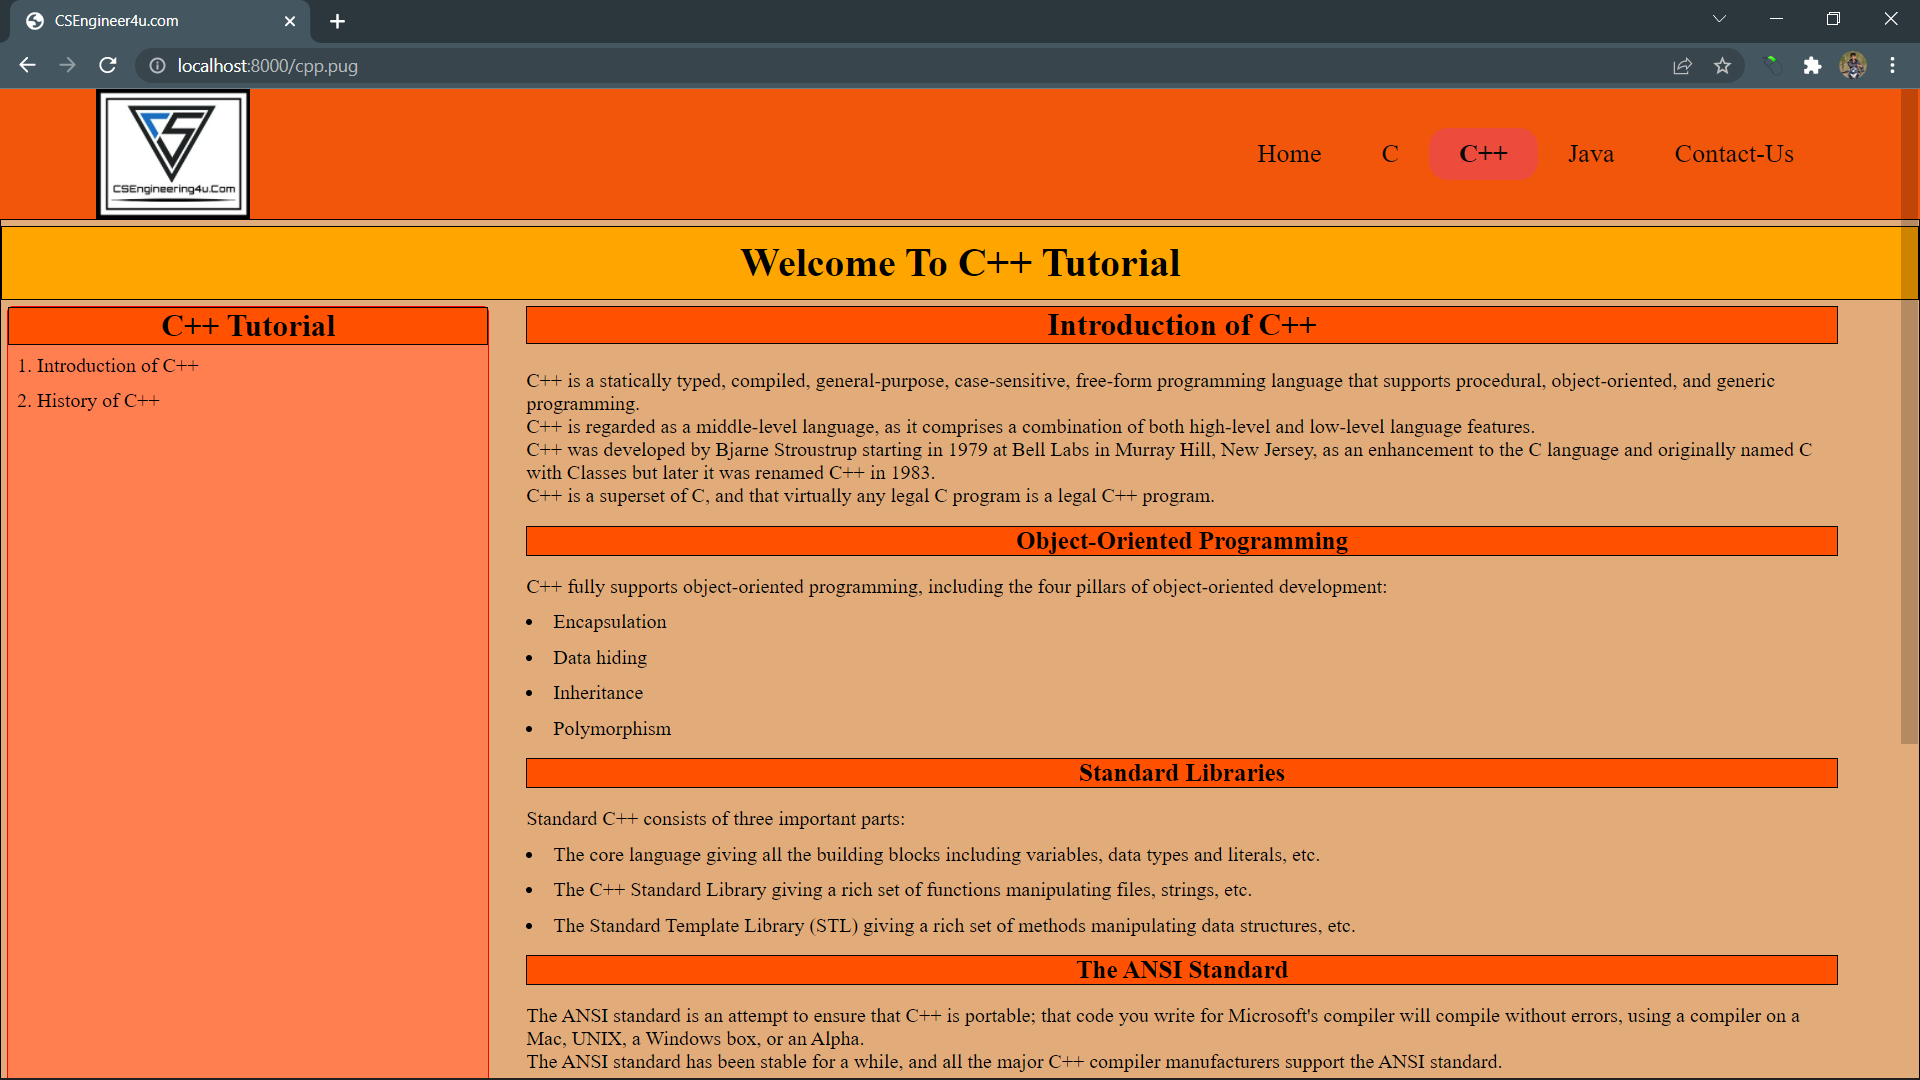 CSEngineer4u.com
localhost:8000/cpp.pug
CSEngineering4u.Com
Home C C++ Java Contact-Us
Welcome To C++ Tutorial
C++ Tutorial
1. Introduction of C++
2. History of C++
Introduction of C++
C++ is a statically typed, compiled, general-purpose, case-sensitive, free-form programming language that supports procedural, object-oriented, and generic
programming.
C++ is regarded as a middle-level language, as it comprises a combination of both high-level and low-level language features.
C++ was developed by Bjarne Stroustrup starting in 1979 at Bell Labs in Murray Hill, New Jersey, as an enhancement to the C language and originally named C
with Classes but later it was renamed C++ in 1983.
C++ is a superset of C, and that virtually any legal C program is a legal C++ program.
Object-Oriented Programming
C++ fully supports object-oriented programming, including the four pillars of object-oriented development:
• Encapsulation
• Data hiding
• Inheritance
• Polymorphism
Standard Libraries
Standard C++ consists of three important parts:
• The core language giving all the building blocks including variables, data types and literals, etc.
• The C++ Standard Library giving a rich set of functions manipulating files, strings, etc.
• The Standard Template Library (STL) giving a rich set of methods manipulating data structures, etc.
The ANSI Standard
The ANSI standard is an attempt to ensure that C++ is portable; that code you write for Microsoft's compiler will compile without errors, using a compiler on a
Mac, UNIX, a Windows box, or an Alpha.
The ANSI standard has been stable for a while, and all the major C++ compiler manufacturers support the ANSI standard.